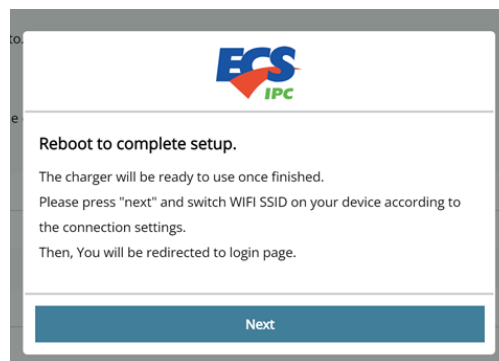 to.
ECS
IPC
e
Reboot to complete setup.
The charger will be ready to use once finished.
Please press "next" and switch WIFI SSID on your device according to
the connection settings.
Then, You will be redirected to login page.
Next